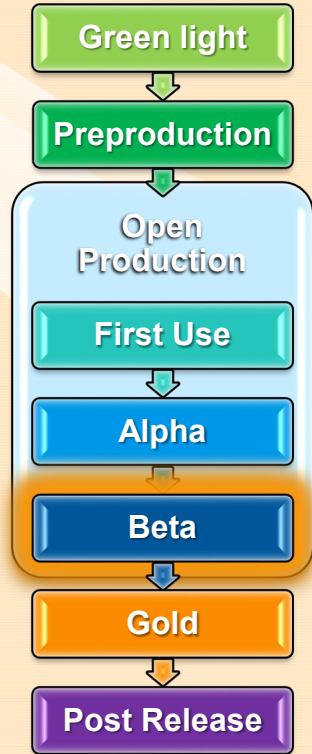 Green light
Preproduction
Open
Production
First Use
Alpha
Beta
Gold
Post Release